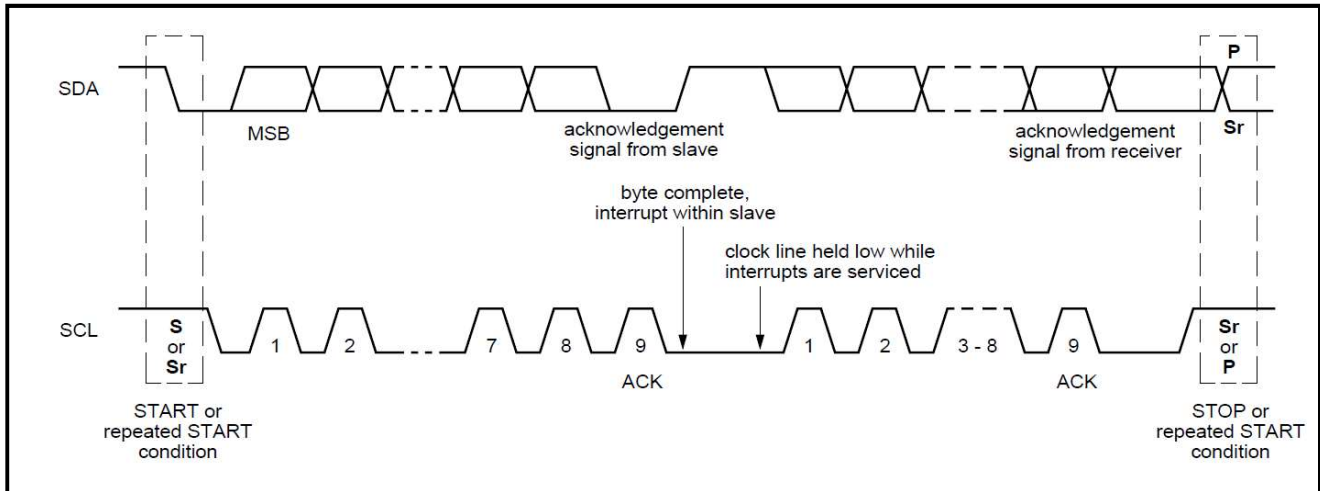 P
SDA
Sr
MSB
acknowledgement
signal from slave
acknowledgement
signal from receiver
byte complete,
interrupt within slave
clock line held low while
interrupts are serviced
SCL
S
or
Sr
1
2
7
8
9
1
2
3 - 8
9
Sr
or
P
ACK
ACK
START or
repeated START
condition
STOP or
repeated START
condition